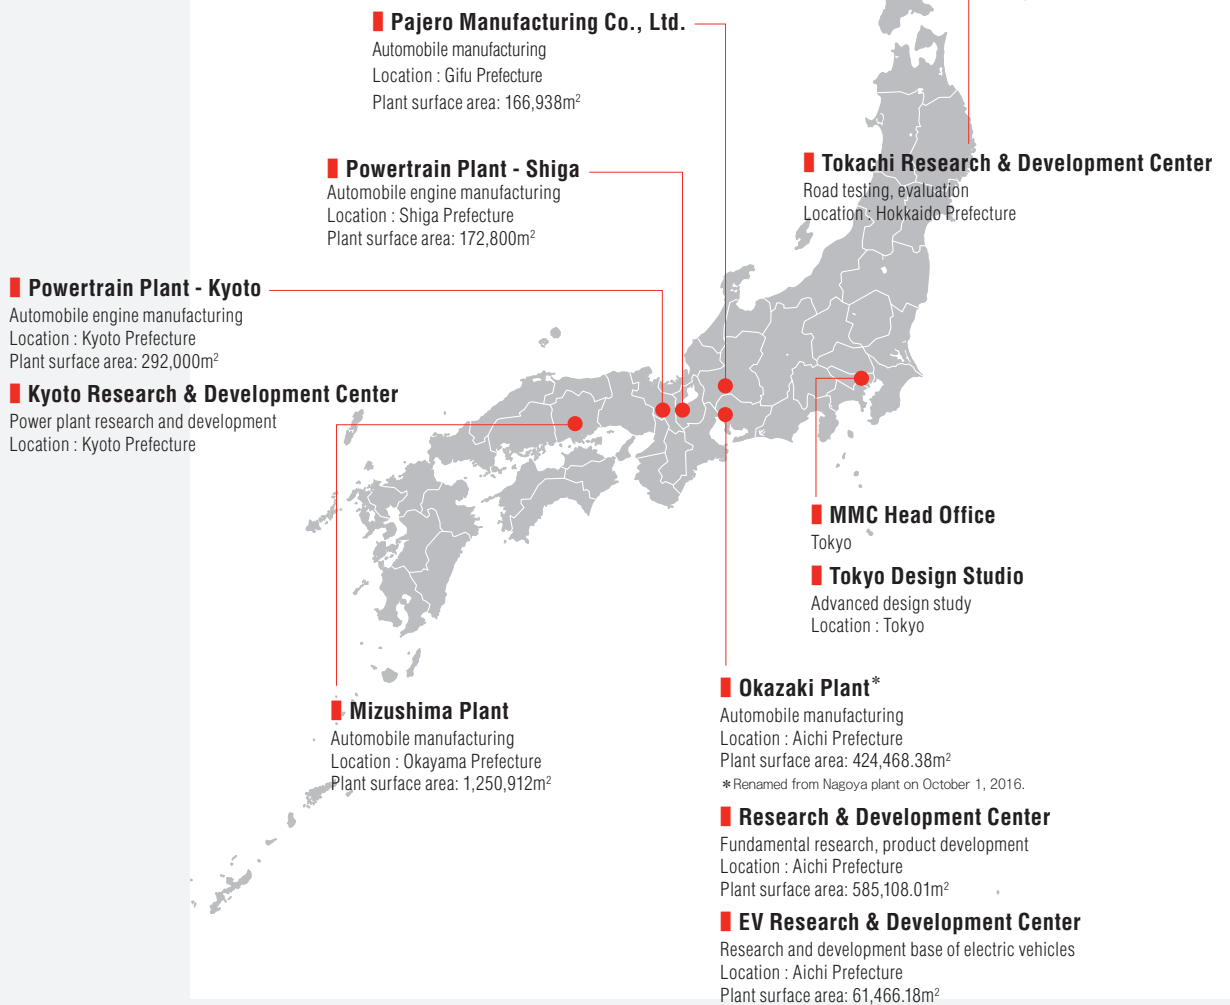 Pajero Manufacturing Co., Ltd.
Automobile manufacturing
Location : Gifu Prefecture
Plant surface area: 166,938m²
Powertrain Plant - Shiga
Automobile engine manufacturing
Location : Shiga Prefecture
Plant surface area: 172,800m²
Tokachi Research & Development Center
Road testing, evaluation
Location : Hokkaido Prefecture
Powertrain Plant - Kyoto
Automobile engine manufacturing
Location : Kyoto Prefecture
Plant surface area: 292,000m²
Kyoto Research & Development Center
Power plant research and development
Location : Kyoto Prefecture
MMC Head Office
Tokyo
Tokyo Design Studio
Advanced design study
Location : Tokyo
Mizushima Plant
Automobile manufacturing
Location : Okayama Prefecture
Plant surface area: 1,250,912m²
Okazaki Plant*
Automobile manufacturing
Location : Aichi Prefecture
Plant surface area: 424,468.38m²
*Renamed from Nagoya plant on October 1, 2016.
Research & Development Center
Fundamental research, product development
Location : Aichi Prefecture
Plant surface area: 585,108.01m²
EV Research & Development Center
Research and development base of electric vehicles
Location : Aichi Prefecture
Plant surface area: 61,466.18m²